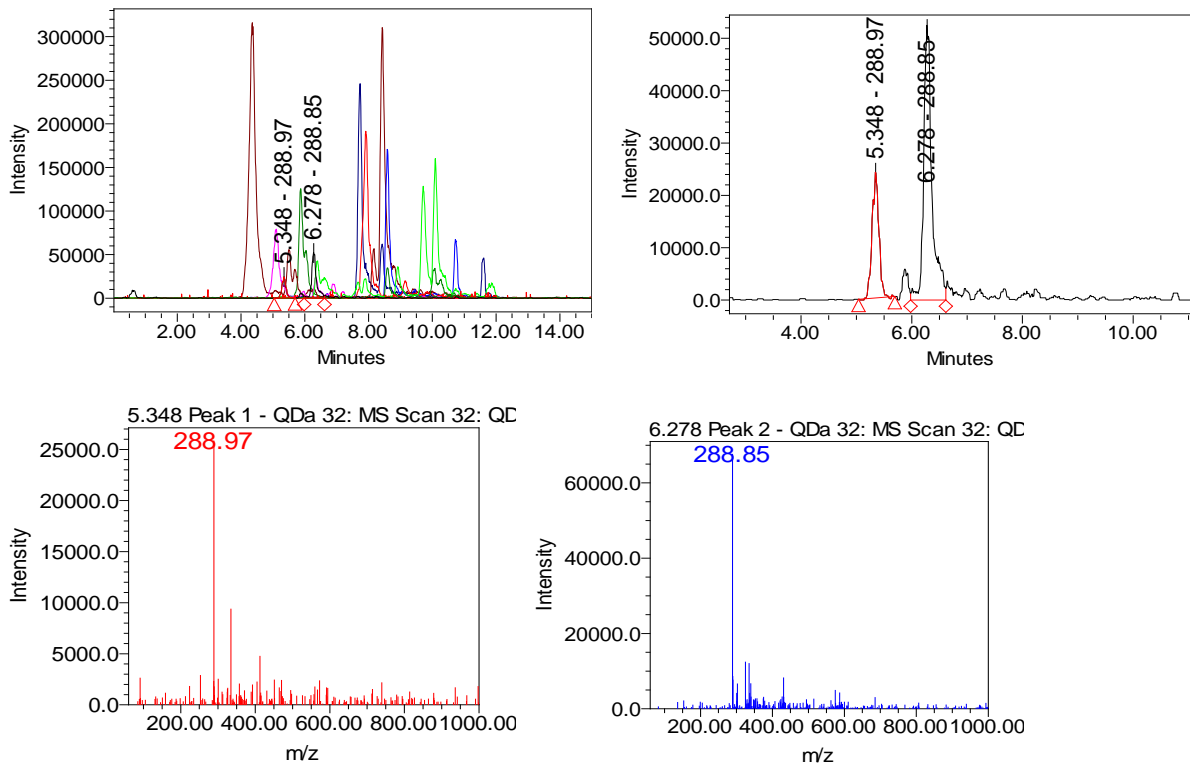 300000
250000
200000
150000
100000
50000
0
Intensity
5.348 - 288.97
6.278 - 288.85
2.00 4.00 6.00 8.00 10.00 12.00 14.00
Minutes
50000.0
40000.0
30000.0
20000.0
10000.0
0.0
Intensity
5.348 - 288.97
6.278 - 288.85
4.00 6.00 8.00 10.00
Minutes
5.348 Peak 1 - QDa 32: MS Scan 32: QD
288.97
25000.0
20000.0
15000.0
10000.0
5000.0
0.0
Intensity
200.00 400.00 600.00 800.00 1000.00
m/z
6.278 Peak 2 - QDa 32: MS Scan 32: QD
288.85
60000.0
40000.0
20000.0
0.0
Intensity
200.00 400.00 600.00 800.00 1000.00
m/z